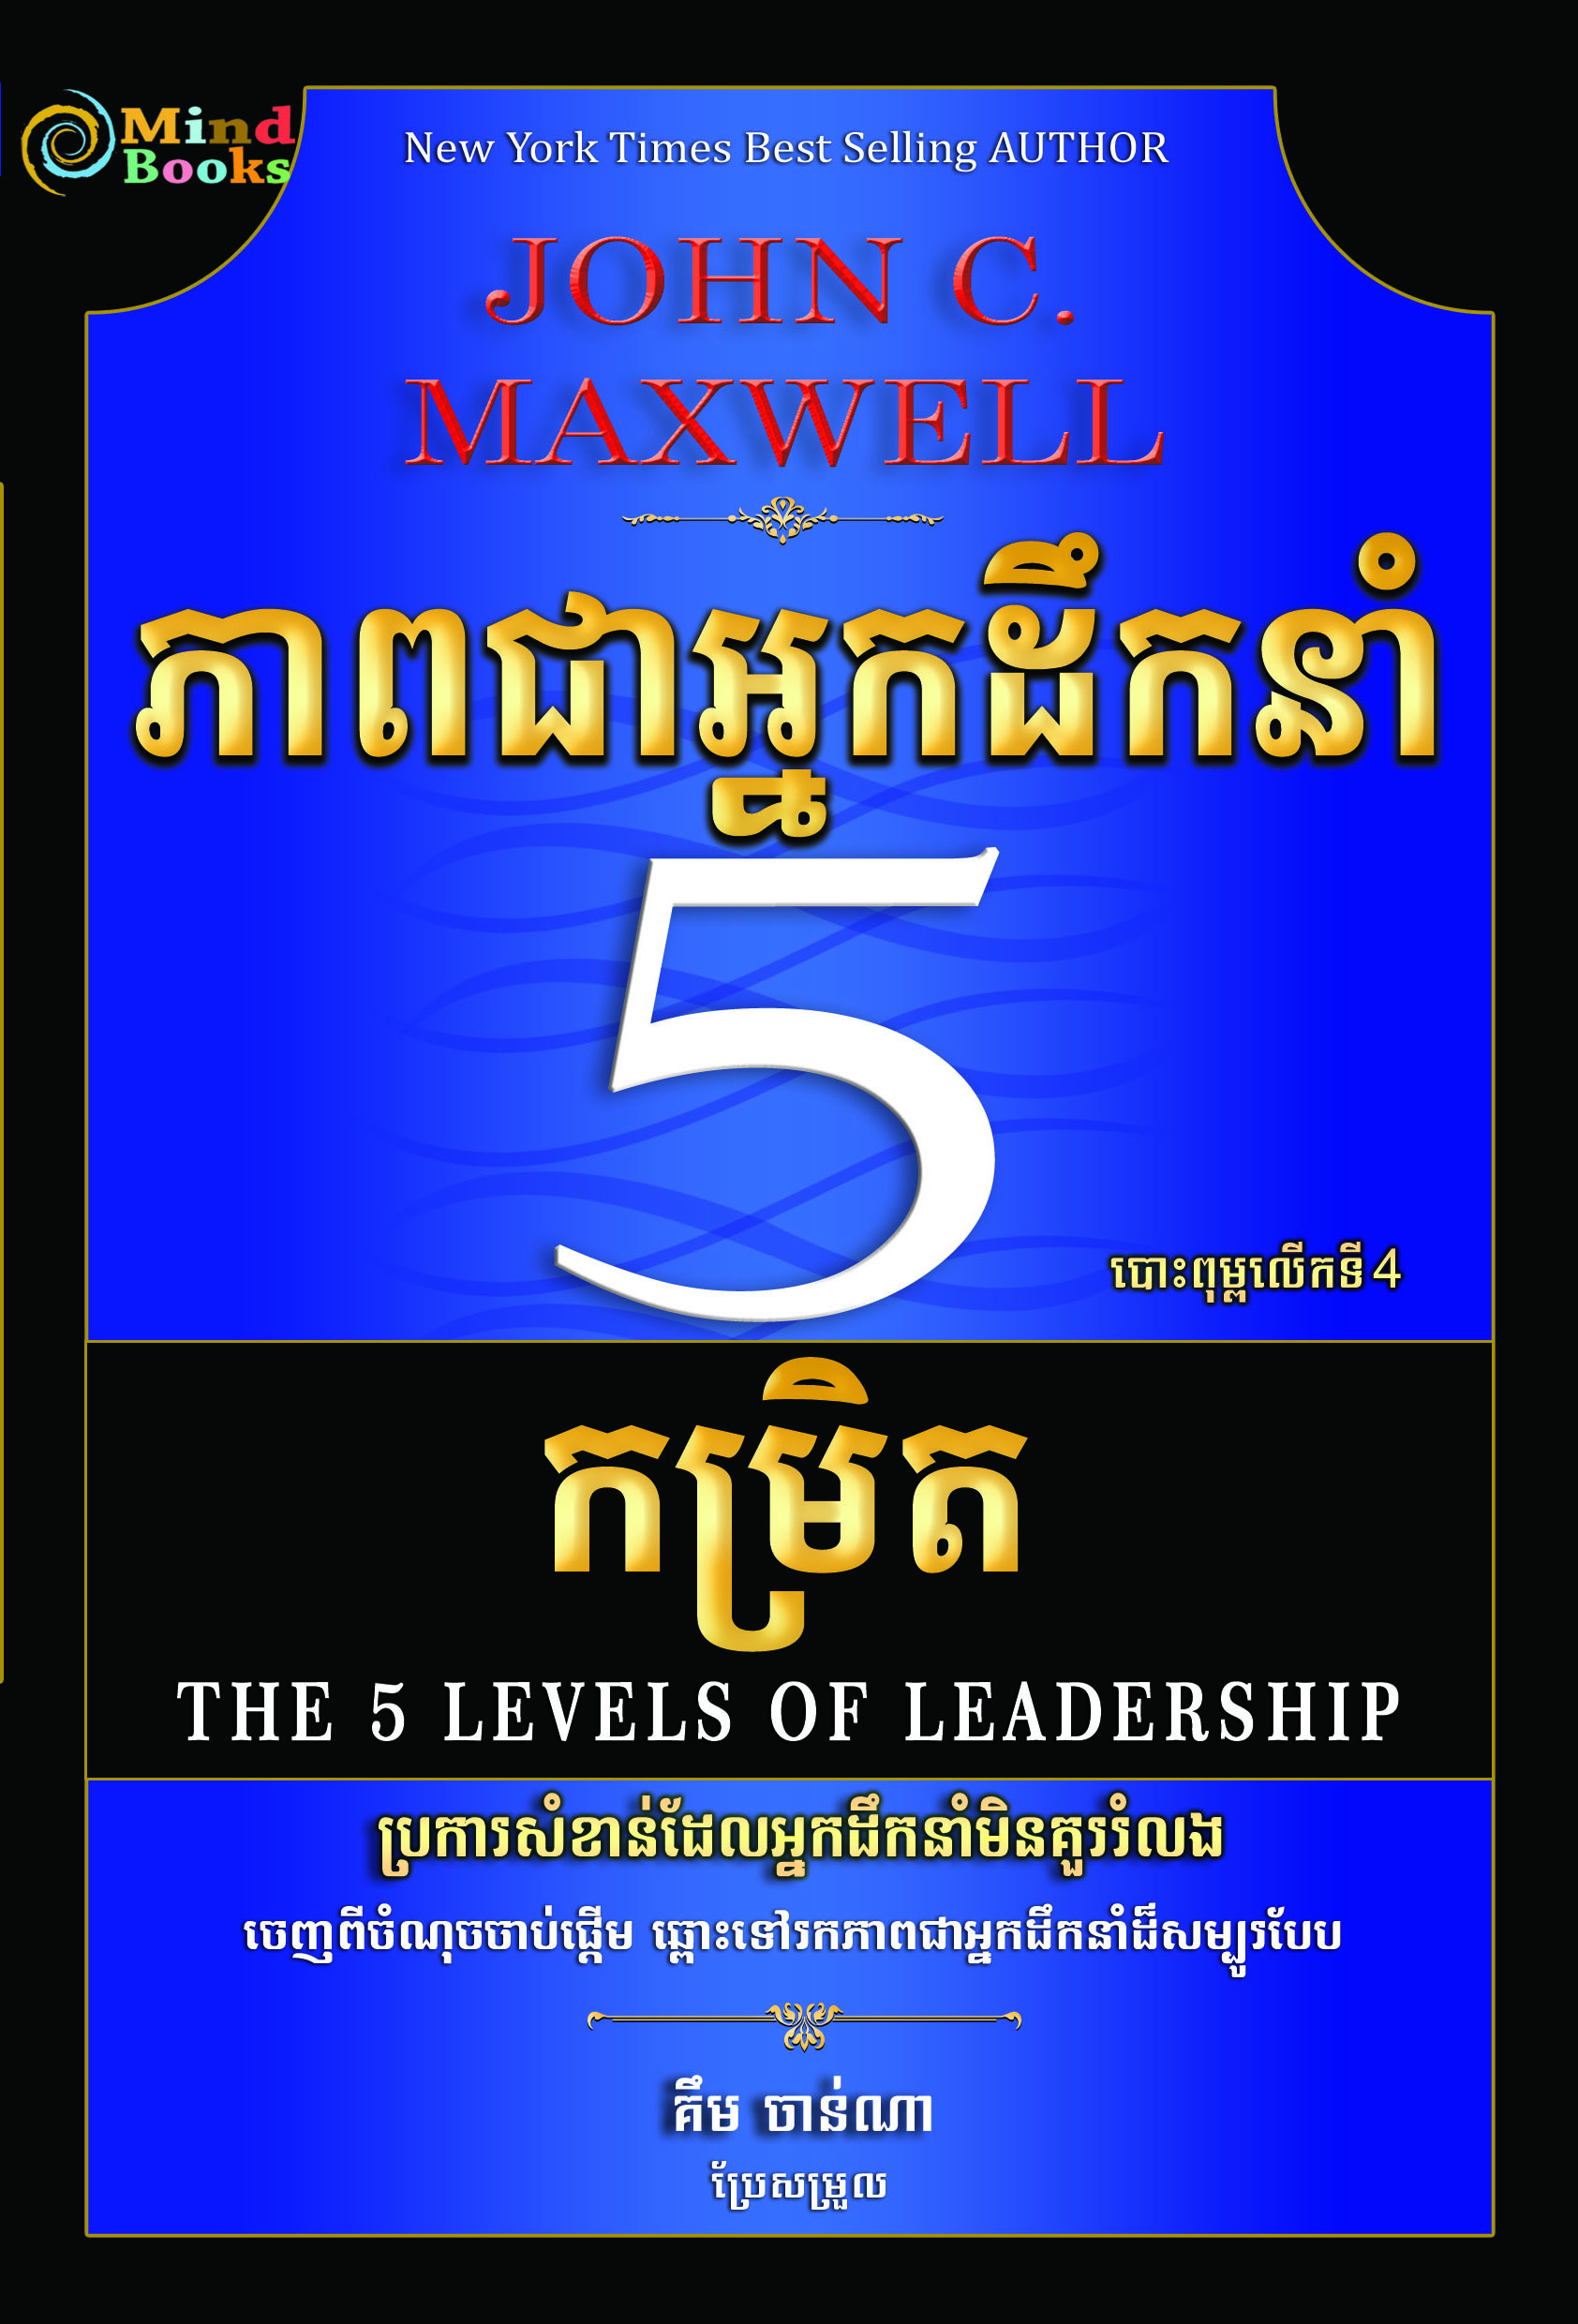 Mind
Books
New York Times Best Selling AUTHOR
JOHN C.
MAXWELL
ភាពជាអ្នកដឹកនាំ
5
បោះពុម្ពលើកទី 4
កម្រិត
THE 5 LEVELS OF LEADERSHIP
ប្រការសំខាន់ដែលអ្នកដឹកនាំមិនគួររំលង
ចេញពីចំណុចចាប់ផ្តើម ឆ្ពោះទៅរកភាពជាអ្នកដឹកនាំដ៏សម្បូរបែប
គឹម ចាន់ណា
ប្រែសម្រួល